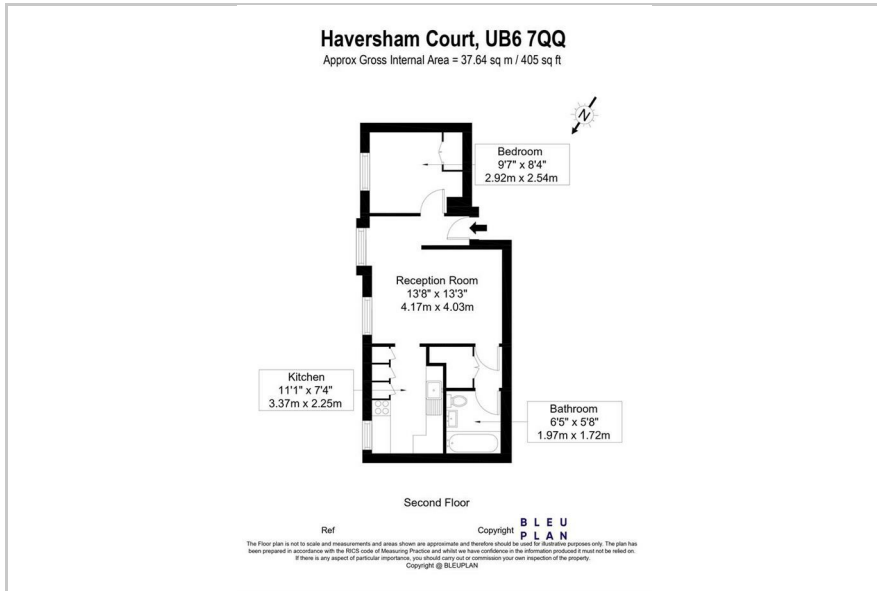 Haversham Court, UB6 7QQ
Approx Gross Internal Area = 37.64 sq m / 405 sq ft
N
Bedroom
9'7" x 8'4"
2.92m x 2.54m
Reception Room
13'8" x 13'3"
4.17m x 4.03m
Kitchen
11'1" x 7'4"
3.37m x 2.25m
Bathroom
6'5" x 5'8"
1.97m x 1.72m
Second Floor
Ref
Copyright
BLEU
PLAN
The Floor plan is not to scale and measurements and areas shown are approximate and therefore should be used for illustrative purposes only. The plan has
been prepared in accordance with the RICS code of Measuring Practice and whilst we have confidence in the information produced it must not be relied on.
If there is any aspect of particular importance, you should carry out or commission your own inspection of the property.
Copyright @ BLEUPLAN